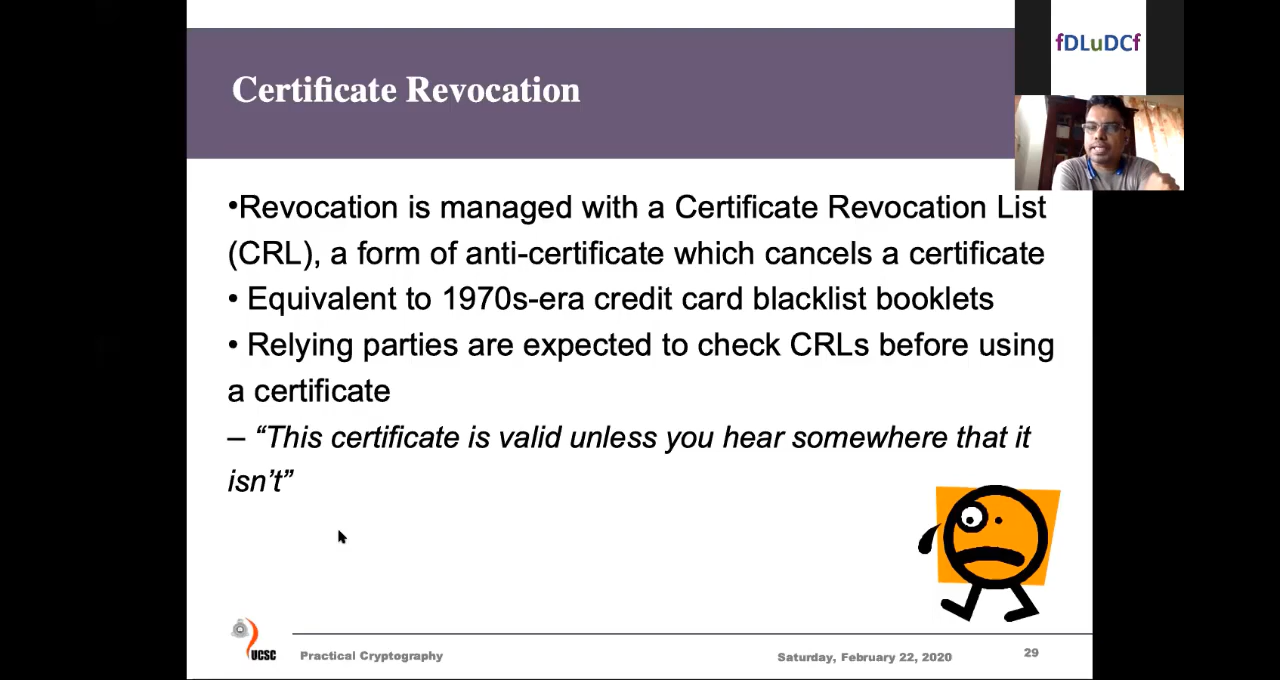 fDLuDCf
Certificate Revocation
•Revocation is managed with a Certificate Revocation List
(CRL), a form of anti-certificate which cancels a certificate
• Equivalent to 1970s-era credit card blacklist booklets
• Relying parties are expected to check CRLs before using
a certificate
– “This certificate is valid unless you hear somewhere that it
isn’t”
UCSC
Practical Cryptography
Saturday, February 22, 2020
29